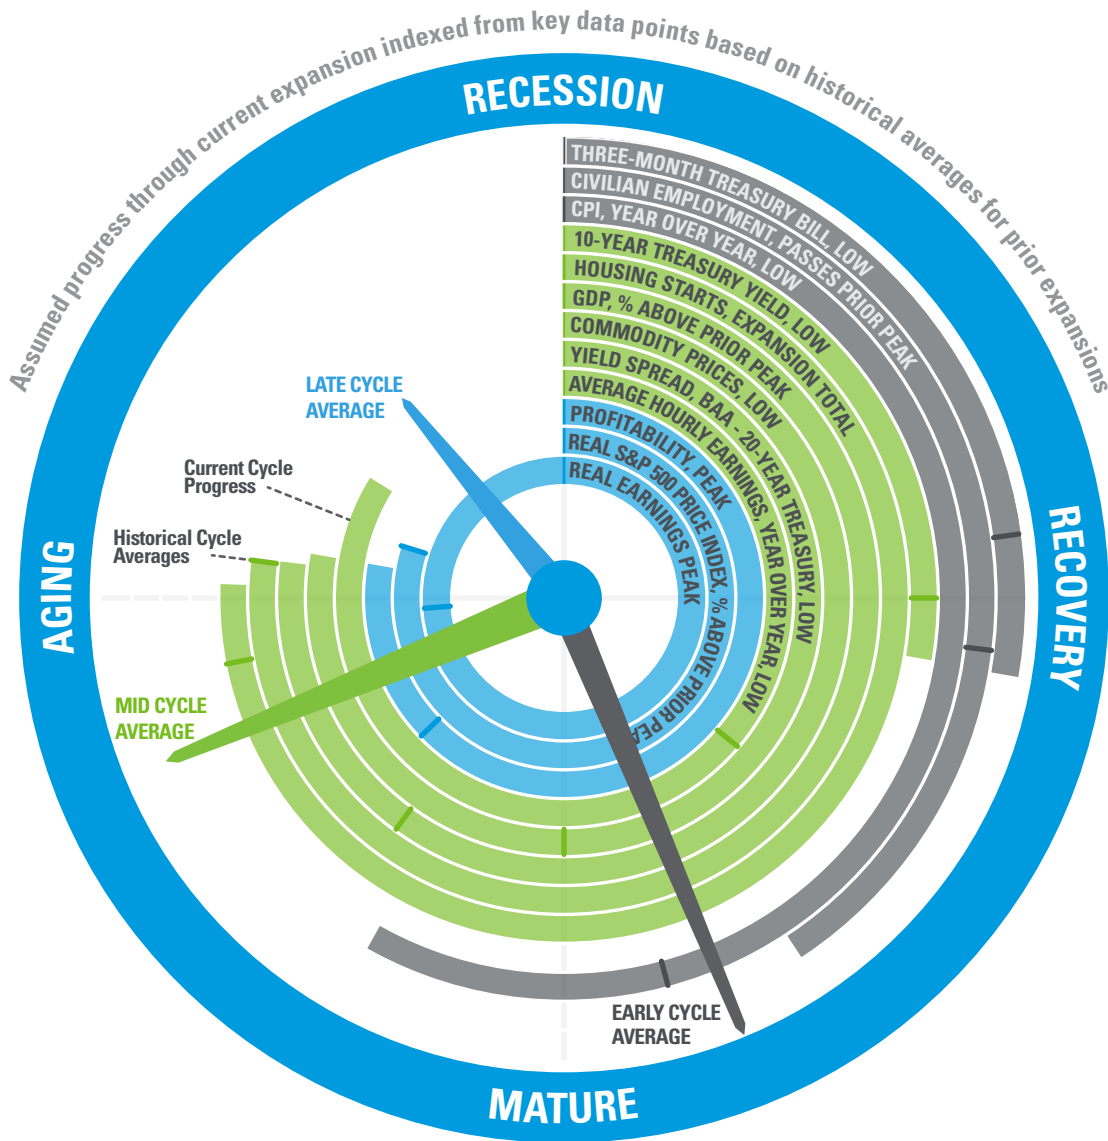 Assumed progress through current expansion indexed from key data points based on historical averages for prior expansions
RECESSION
THREE-MONTH TREASURY BILL, LOW
CIVILIAN EMPLOYMENT, PASSES PRIOR PEAK
CPI, YEAR OVER YEAR, LOW
10-YEAR TREASURY YIELD, LOW
HOUSING STARTS, EXPANSION TOTAL
GDP, % ABOVE PRIOR PEAK
COMMODITY PRICES, LOW
YIELD SPREAD, BAA - 20-YEAR TREASURY, LOW
AVERAGE HOURLY EARNINGS, YEAR OVER YEAR, LOW
PROFITABILITY, PEAK
REAL S&P 500 PRICE INDEX, % ABOVE PRIOR PEA
REAL EARNINGS PEAK
LATE CYCLE
AVERAGE
Current Cycle
Progress
Historical Cycle
Averages
AGING
RECOVERY
MID CYCLE
AVERAGE
EARLY CYCLE
AVERAGE
MATURE